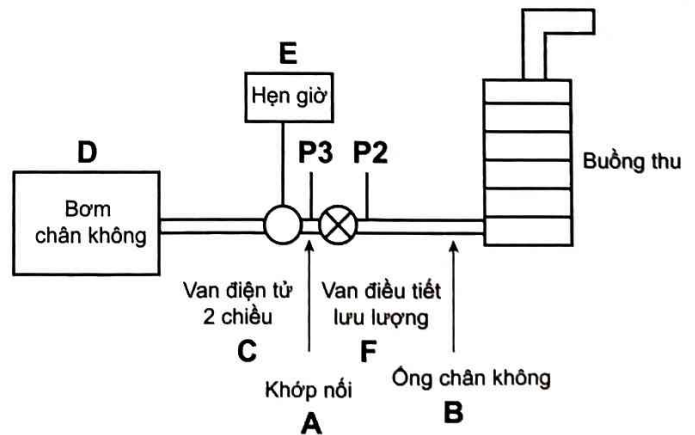 E
Hẹn giờ
D
P3
P2
Bơm
chân không
Buồng thu
Van điện tử
2 chiều
C
Van điều tiết
lưu lượng
F
Khớp nối
A
Ống chân không
B